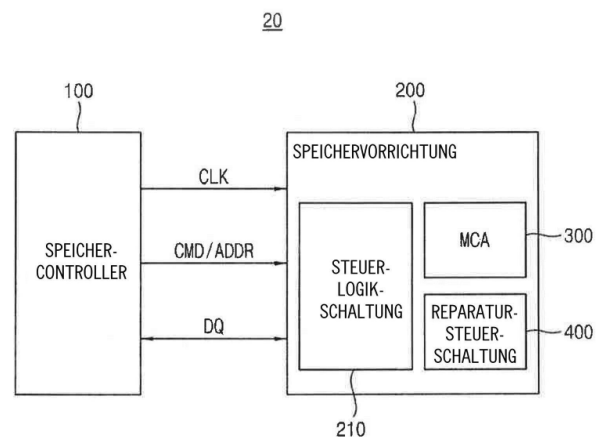 20
100
200
SPEICHER-
CONTROLLER
CLK
CMD/ADDR
DQ
SPEICHERVORRICHTUNG
STEUER-
LOGIK-
SCHALTUNG
210
MCA
300
REPARATUR-
STEUER-
SCHALTUNG
400